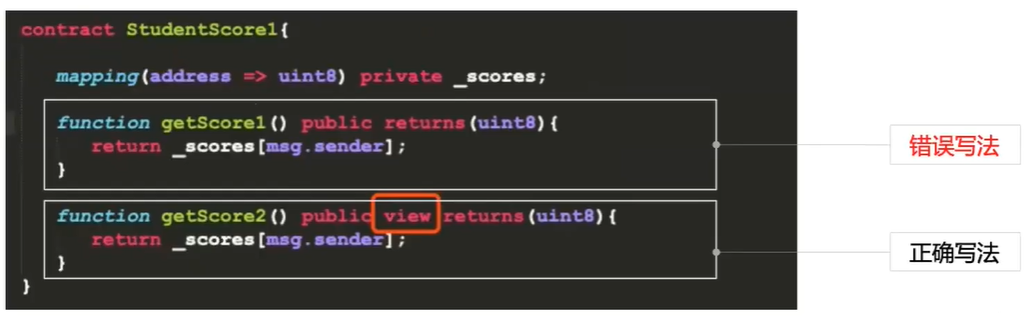 contract StudentScore1{
mapping(address => uint8) private _scores;
function getScore1() public returns(uint8){
return _scores[msg.sender];
}
错误写法
function getScore2() public view returns(uint8){
return _scores[msg.sender];
}
正确写法
}